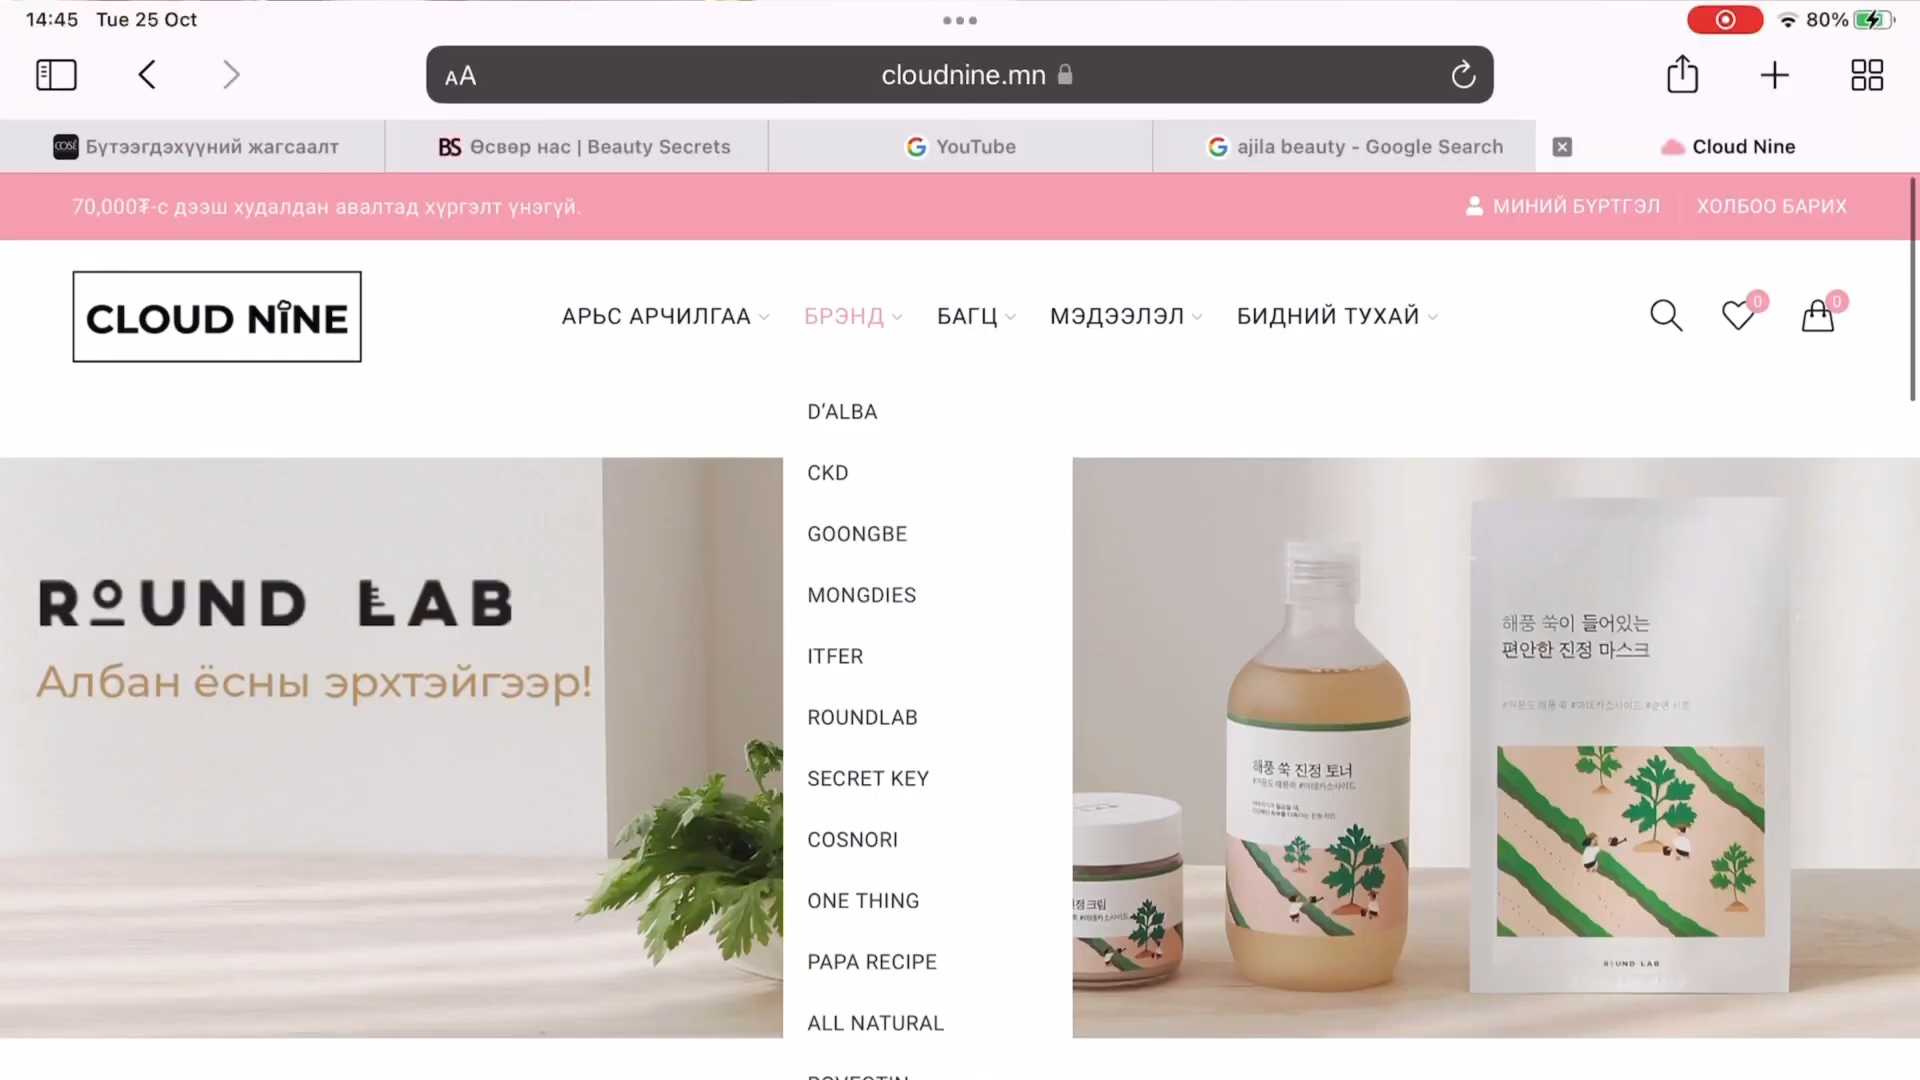 14:45 Tue 25 Oct
80%
AA
cloudnine.mn
COSÉ Бүтээгдэхүүний жагсаалт
BS Өсвөр нас | Beauty Secrets
YouTube
ajila beauty - Google Search
Cloud Nine
70,000₮-с дээш худалдан авалтад хүргэлт үнэгүй.
МИНИЙ БҮРТГЭЛ
ХОЛБОО БАРИХ
CLOUD NINE
АРЬС АРЧИЛГАА
БРЭНД
БАГЦ
МЭДЭЭЛЭЛ
БИДНИЙ ТУХАЙ
0
0
D'ALBA
CKD
GOONGBE
MONGDIES
ITFER
ROUNDLAB
SECRET KEY
COSNORI
ONE THING
PAPA RECIPE
ALL NATURAL
ROUND LAB
Албан ёсны эрхтэйгээр!
해풍 쑥 진정 토너
해풍 쑥이 들어있는
편안한 진정 마스크
ROUND LAB